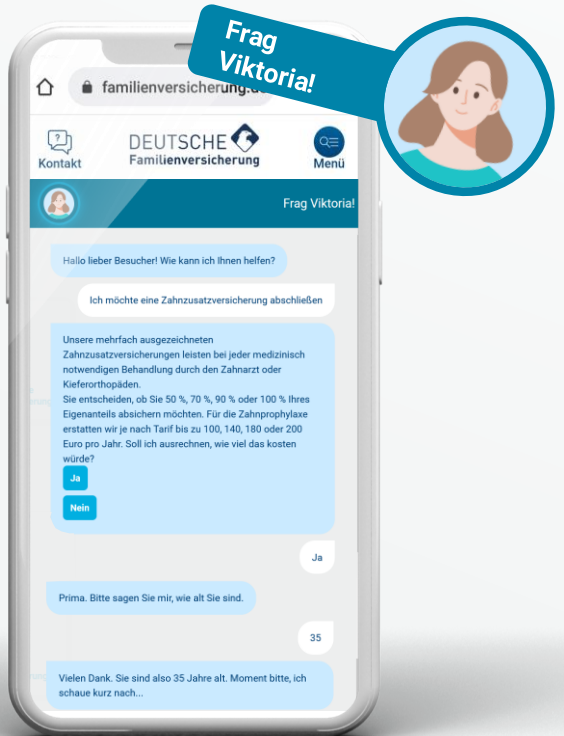 Frag
Viktoria!
familienversicherung.de
Kontakt
DEUTSCHE
Familienversicherung
Menü
Frag Viktoria!
Hallo lieber Besucher! Wie kann ich Ihnen helfen?
Ich möchte eine Zahnzusatzversicherung abschließen
Unsere mehrfach ausgezeichneten
Zahnzusatzversicherungen leisten bei jeder medizinisch
notwendigen Behandlung durch den Zahnarzt oder
Kieferorthopäden.
Sie entscheiden, ob Sie 50 %, 70 %, 90 % oder 100 % Ihres
Eigenanteils absichern möchten. Für die Zahnprophylaxe
erstatten wir je nach Tarif bis zu 100, 140, 180 oder 200
Euro pro Jahr. Soll ich ausrechnen, wie viel das kosten
würde?
Ja
Nein
Ja
Prima. Bitte sagen Sie mir, wie alt Sie sind.
35
Vielen Dank. Sie sind also 35 Jahre alt. Moment bitte, ich
schaue kurz nach...